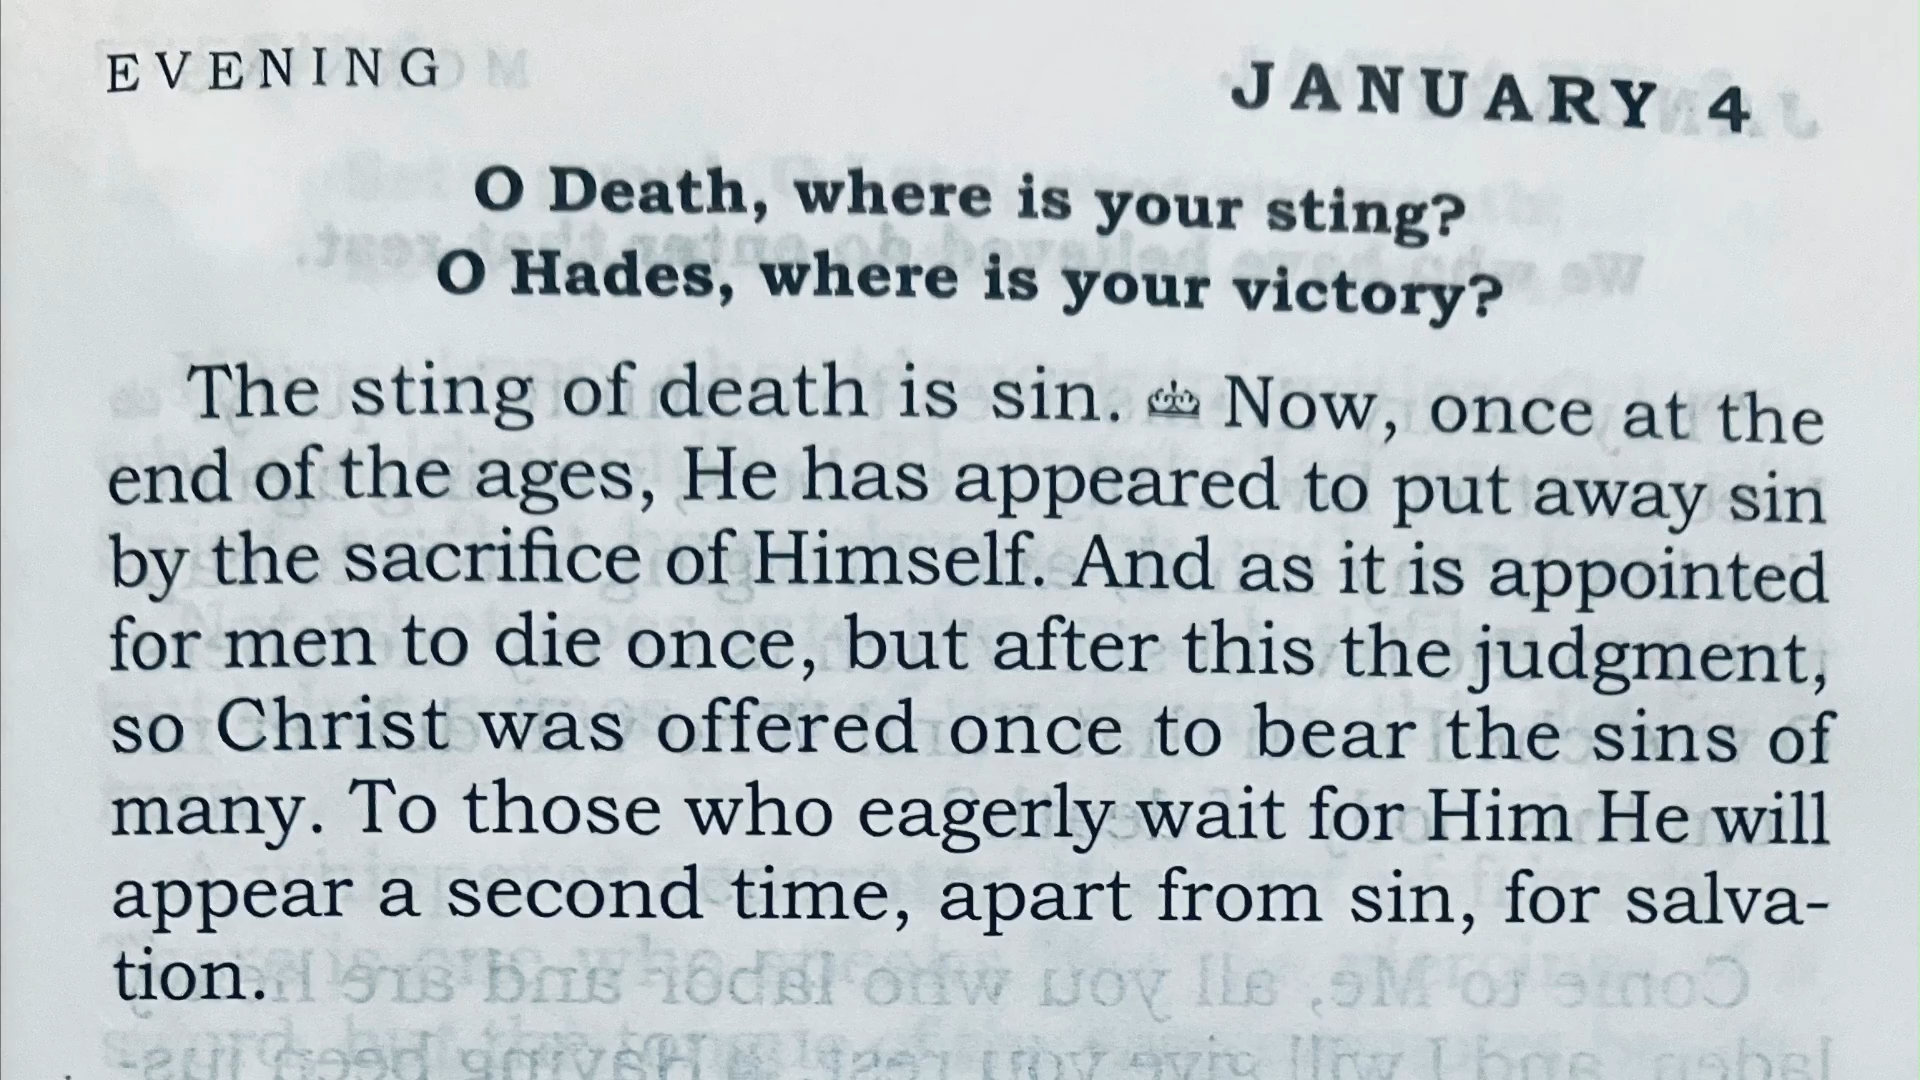 EVENING
JANUARY 4
O Death, where is your sting?
O Hades, where is your victory?
The sting of death is sin. Now, once at the
end of the ages, He has appeared to put away sin
by the sacrifice of Himself. And as it is appointed
for men to die once, but after this the judgment,
so Christ was offered once to bear the sins of
many. To those who eagerly wait for Him He will
appear a second time, apart from sin, for salva-
tion.